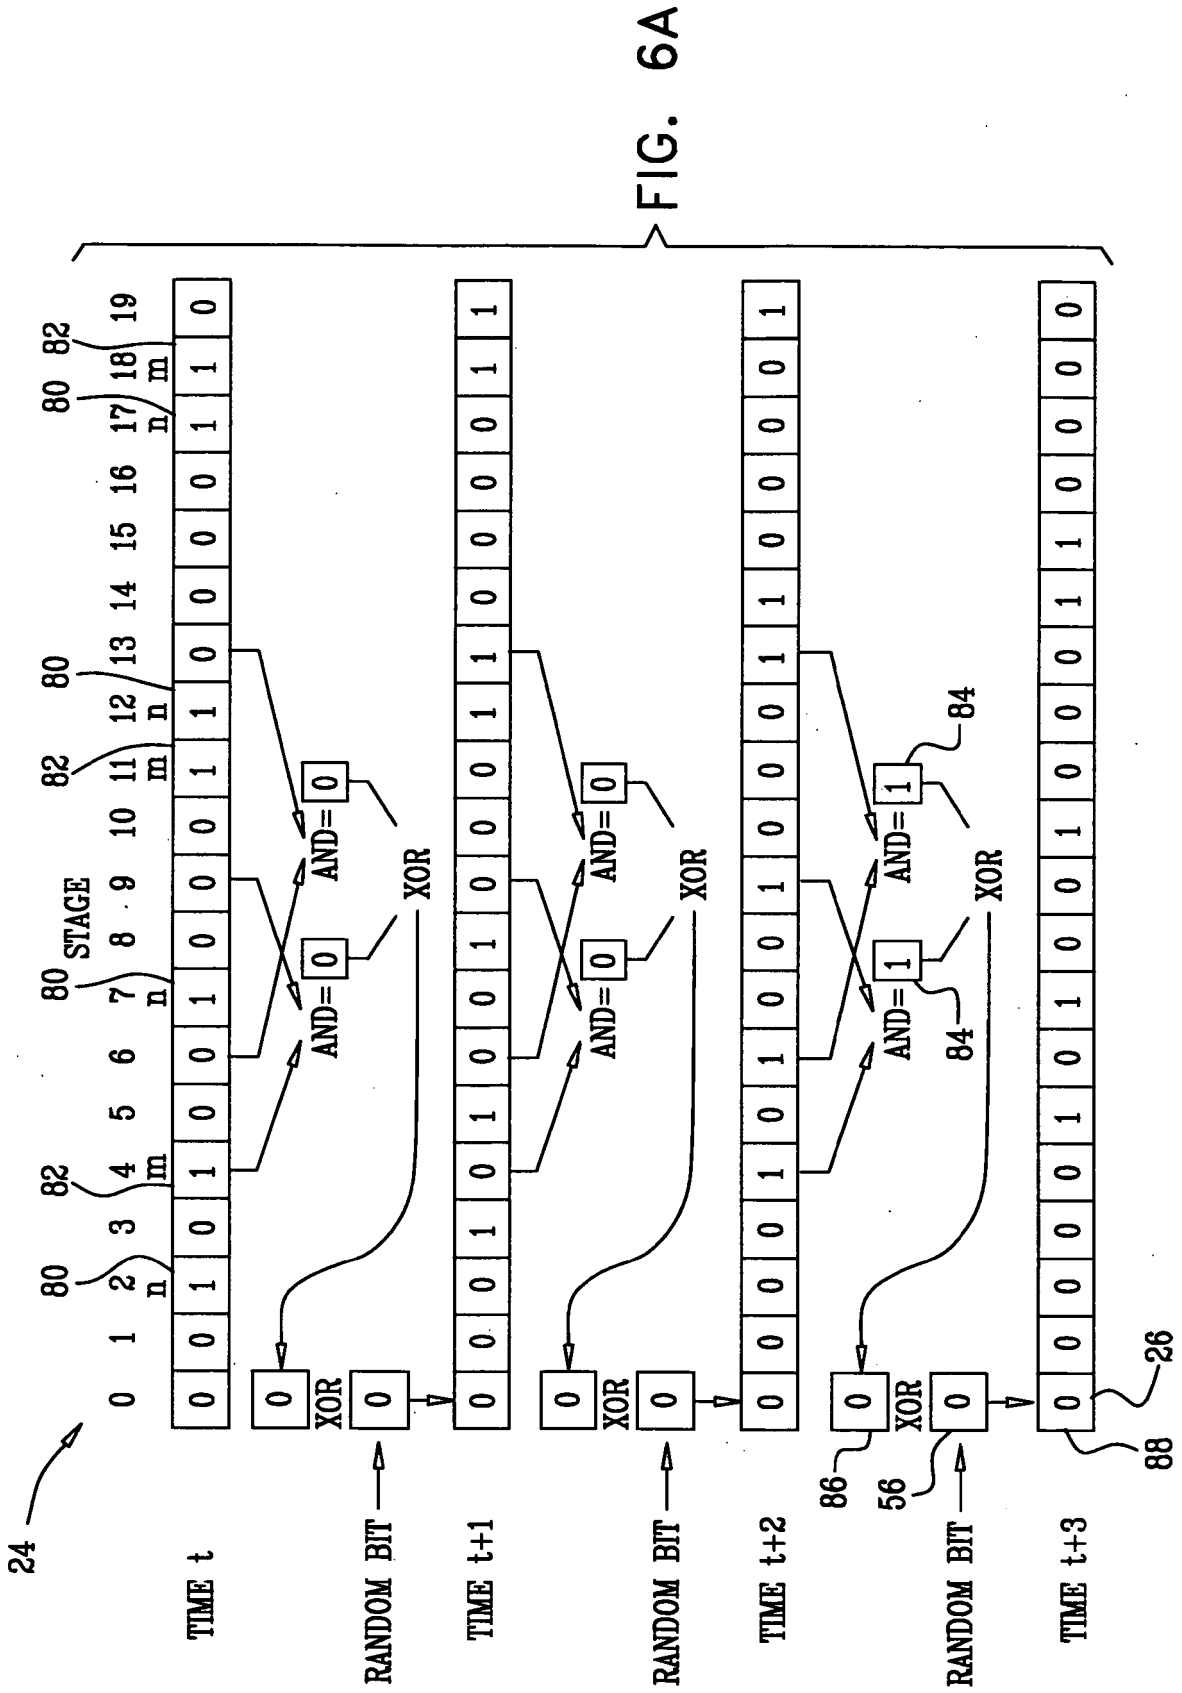 24
80 82 80 STAGE 82 80 80 82
0 1 2 3 4 5 6 7 8 9 10 11 12 13 14 15 16 17 18 19
n m n m n n m
TIME t 0 0 1 0 1 0 0 1 0 0 0 1 1 0 0 0 0 1 1 0
0 AND= 0 AND= 0
XOR
RANDOM BIT 0 XOR
TIME t+1 0 0 0 1 0 1 0 0 1 0 0 0 1 1 0 0 0 0 1 1
0 AND= 0 AND= 0
XOR
RANDOM BIT 0 XOR
TIME t+2 0 0 0 0 1 0 1 0 0 1 0 0 0 1 1 0 0 0 0 1
86 0 AND= 1 AND= 1
XOR 84 84
56
RANDOM BIT 0 XOR
TIME t+3 0 0 0 0 0 1 0 1 0 0 1 0 0 0 1 1 0 0 0 0
88 26
FIG. 6A